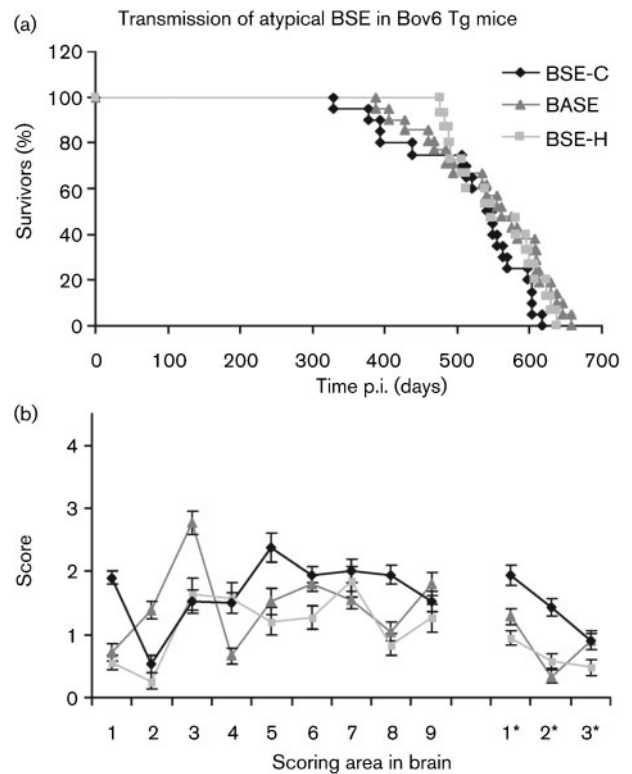 (a) Transmission of atypical BSE in Bov6 Tg mice
120
100
80
60
40
20
0
Survivors (%)
BSE-C
BASE
BSE-H
0 100 200 300 400 500 600 700
Time p.i. (days)
(b)
4
3
2
1
0
Score
1 2 3 4 5 6 7 8 9 1* 2* 3*
Scoring area in brain